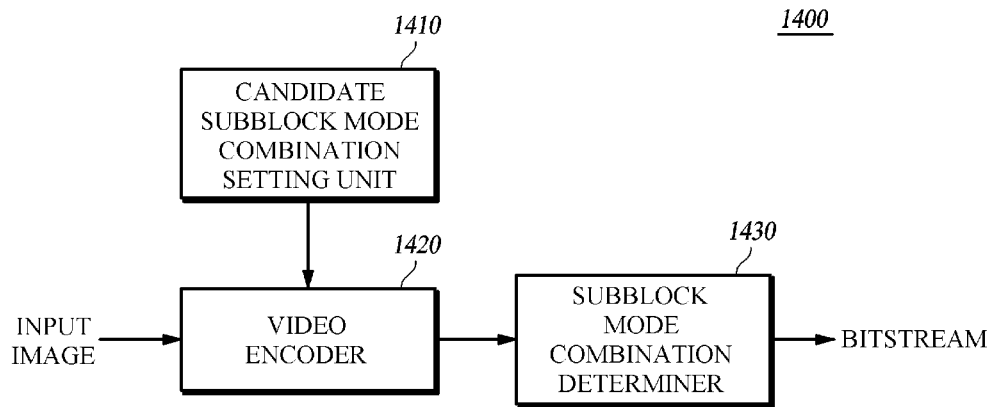 1400
1410
CANDIDATE
SUBBLOCK MODE
COMBINATION
SETTING UNIT
1420
VIDEO
ENCODER
1430
SUBBLOCK
MODE
COMBINATION
DETERMINER
INPUT
IMAGE
BITSTREAM